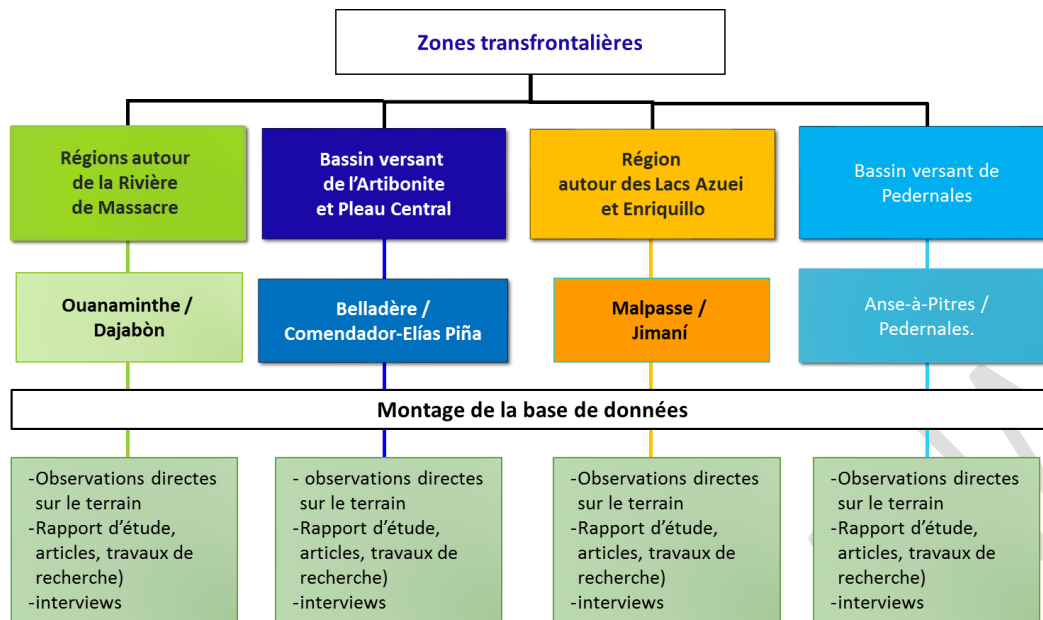 Zones transfrontalières
Régions autour
de la Rivière
de Massacre
Bassin versant
de l'Artibonite
et Pleau Central
Région
autour des Lacs Azuei
et Enriquillo
Bassin versant de
Pedernales
Ouanaminthe /
Dajabòn
Belladère /
Comendador-Elías Piña
Malpasse /
Jimaní
Anse-à-Pitres /
Pedernales.
Montage de la base de données
-Observations directes
sur le terrain
-Rapport d'étude,
articles, travaux de
recherche)
-interviews
- observations directes
sur le terrain
-Rapport d'étude,
articles, travaux de
recherche)
-interviews
-Observations directes
sur le terrain
-Rapport d'étude,
articles, travaux de
recherche)
-interviews
-Observations directes
sur le terrain
-Rapport d'étude,
articles, travaux de
recherche)
-interviews